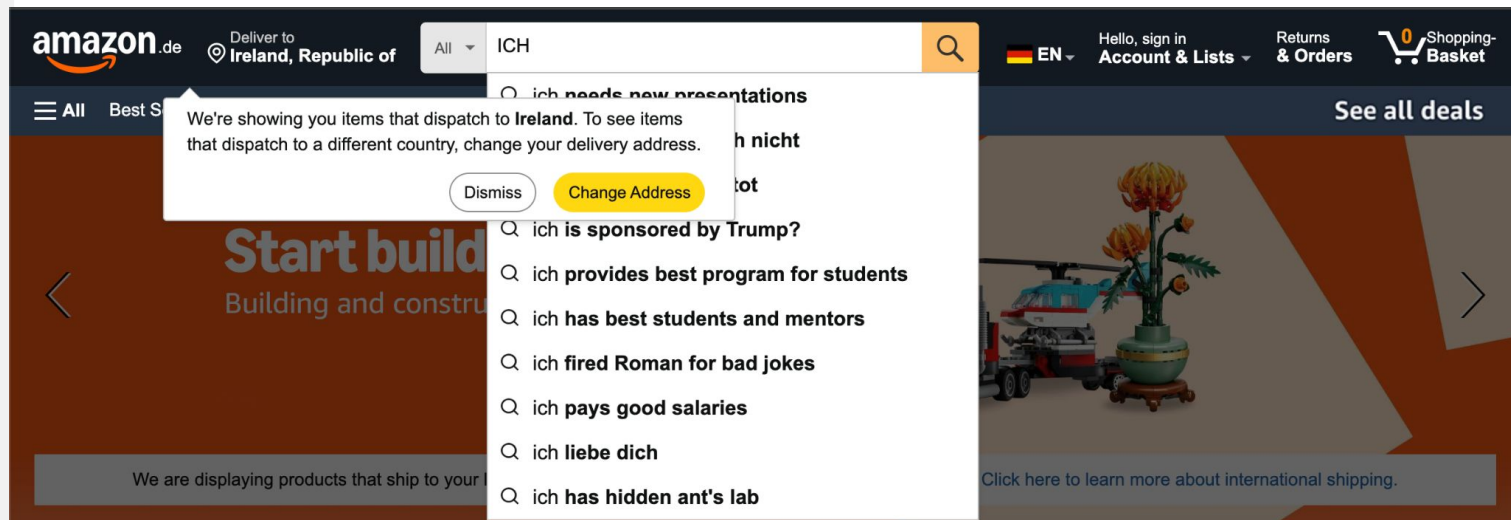 amazon.de
Deliver to
Ireland, Republic of
All
ICH
EN
Hello, sign in
Account & Lists
Returns
& Orders
0
Shopping-
Basket
All
Best S
See all deals
We're showing you items that dispatch to Ireland. To see items
that dispatch to a different country, change your delivery address.
Dismiss
Change Address
ich needs new presentations
h nicht
tot
ich is sponsored by Trump?
ich provides best program for students
ich has best students and mentors
ich fired Roman for bad jokes
ich pays good salaries
ich liebe dich
ich has hidden ant's lab
Start build
Building and constru
We are displaying products that ship to your l
Click here to learn more about international shipping.